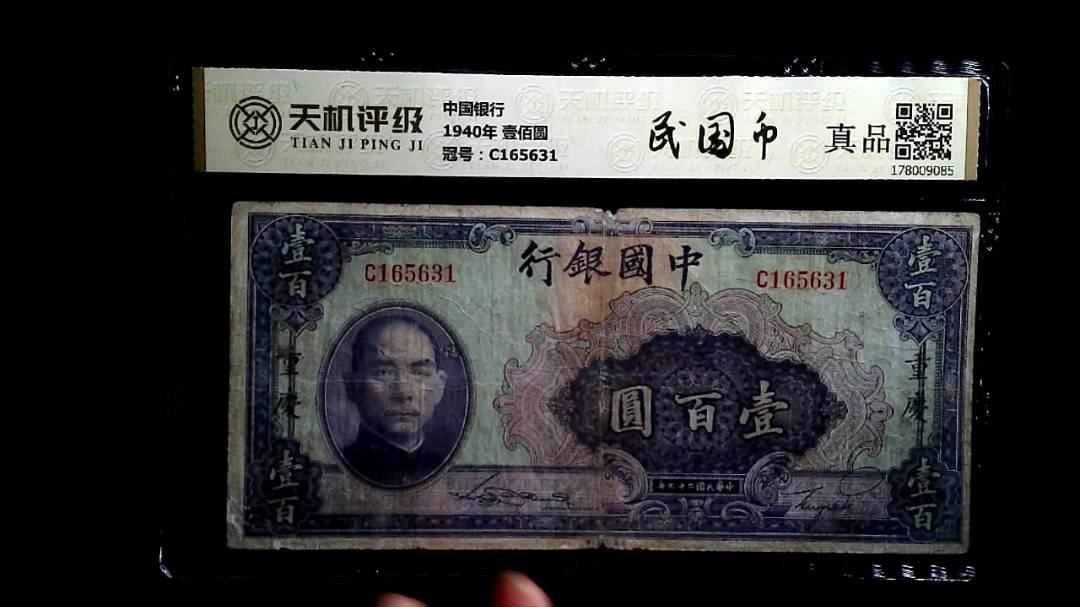 天机评级
TIAN JI PING JI
中国银行
1940年 壹佰圆
冠号：C165631
民国币
真品
178009085
壹百
C165631
行銀國中
C165631
壹百
重慶
圓百壹
重慶
壹百
年九十二國民華中
壹百